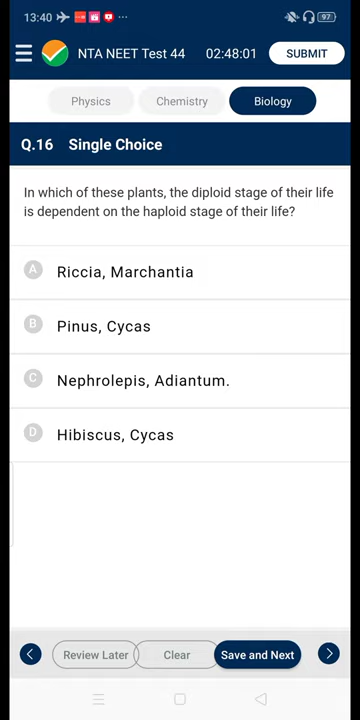 13:40 97
NTA NEET Test 44 02:48:01 SUBMIT
Physics Chemistry Biology
Q.16 Single Choice
In which of these plants, the diploid stage of their life
is dependent on the haploid stage of their life?
A Riccia, Marchantia
B Pinus, Cycas
C Nephrolepis, Adiantum.
D Hibiscus, Cycas
Review Later Clear Save and Next